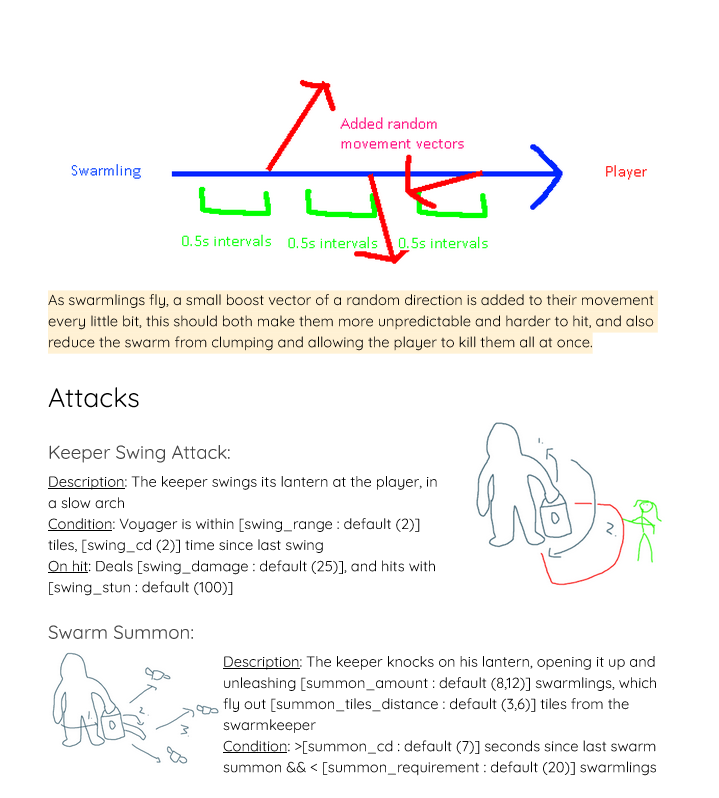 Added random
movement vectors
Swarmling
Player
0.5s intervals
0.5s intervals
0.5s intervals
As swarmlings fly, a small boost vector of a random direction is added to their movement
every little bit, this should both make them more unpredictable and harder to hit, and also
reduce the swarm from clumping and allowing the player to kill them all at once.
Attacks
Keeper Swing Attack:
Description: The keeper swings its lantern at the player, in
a slow arch
Condition: Voyager is within [swing_range : default (2)]
tiles, [swing_cd (2)] time since last swing
On hit: Deals [swing_damage : default (25)], and hits with
[swing_stun : default (100)]
1.
2.
Swarm Summon:
1.
2.
3
Description: The keeper knocks on his lantern, opening it up and
unleashing [summon_amount : default (8,12)] swarmlings, which
fly out [summon_tiles_distance : default (3,6)] tiles from the
swarmkeeper
Condition: >[summon_cd : default (7)] seconds since last swarm
summon && < [summon_requirement : default (20)] swarmlings